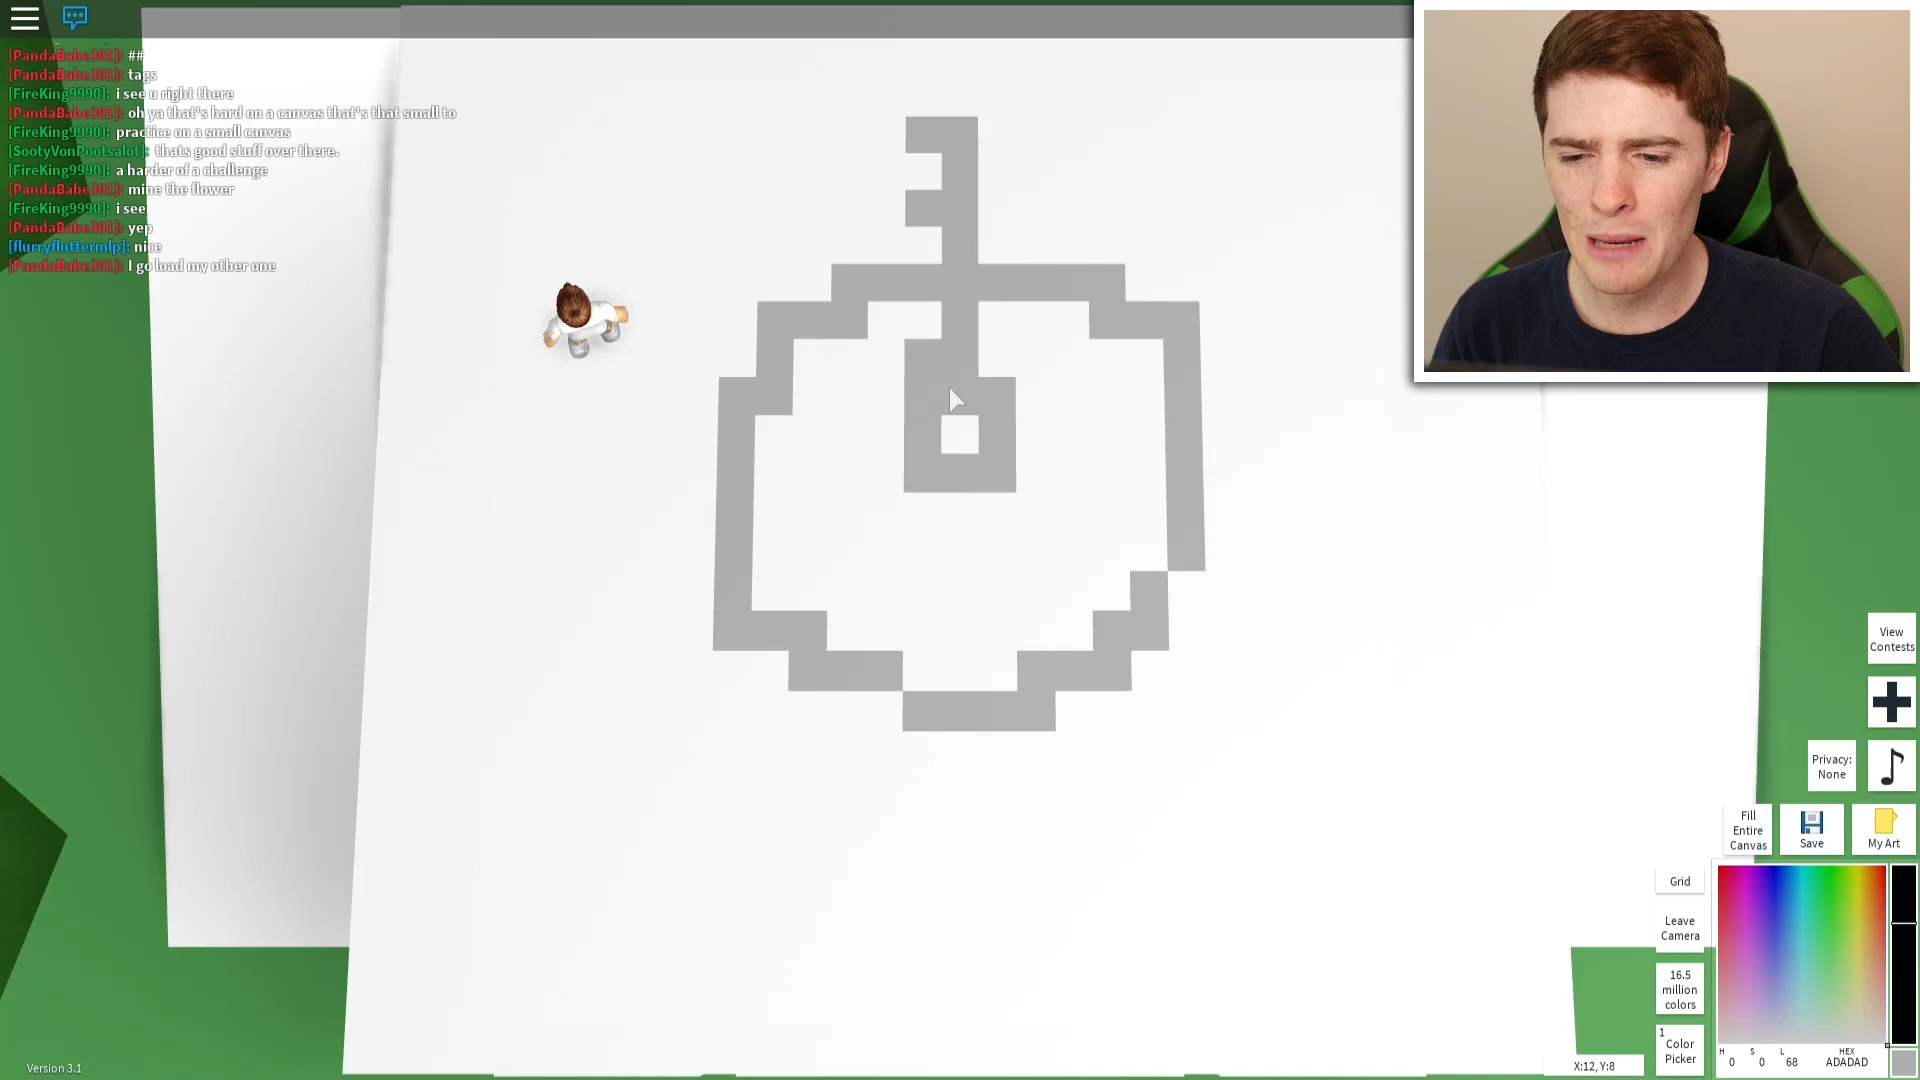 [PandaBabe301]: ##
[PandaBabe301]: tags
[FireKing9990]: i see u right there
[PandaBabe301]: oh ya that's hard on a canvas that's that small to
[FireKing9990]: practice on a small canvas
[SootyVonPootsalot]: thats good stuff over there.
[FireKing9990]: a harder of a challenge
[PandaBabe301]: mine the flower
[FireKing9990]: i see
[PandaBabe301]: yep
[flurryfluttermlp]: nice
[PandaBabe301]: I go load my other one
View
Contests
Privacy:
None
Fill
Entire
Canvas
Save
My Art
Grid
Leave
Camera
16.5
million
colors
1
Color
Picker
H S L HEX
0 0 68 ADADAD
X:12, Y:8
Version 3.1